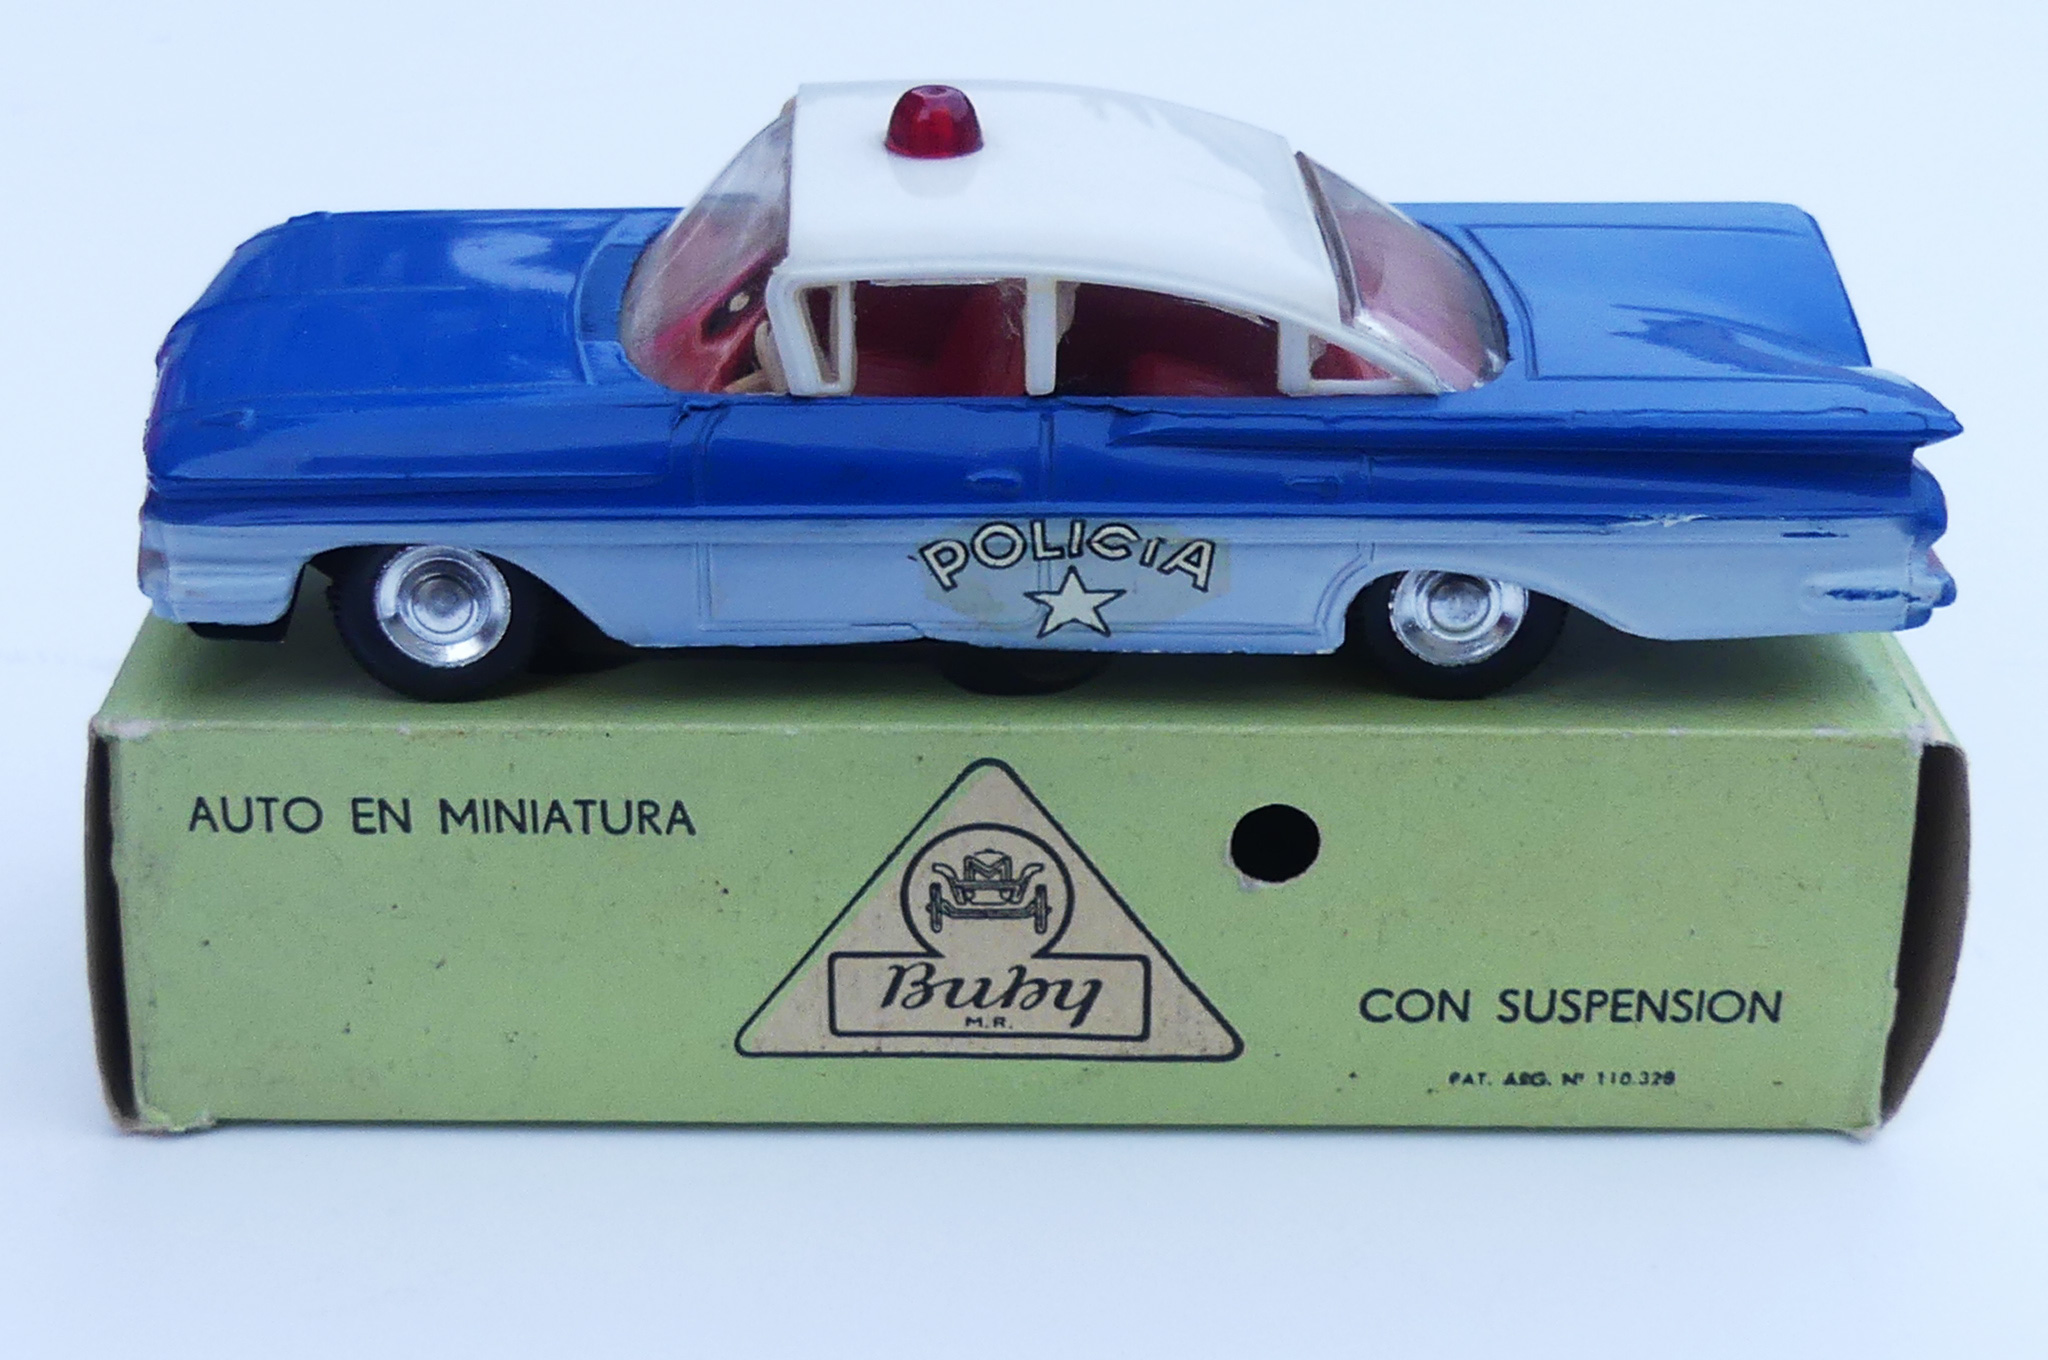 POLICIA
AUTO EN MINIATURA
Buby
M.R.
CON SUSPENSION
PAT. ARG. Nº 110.328